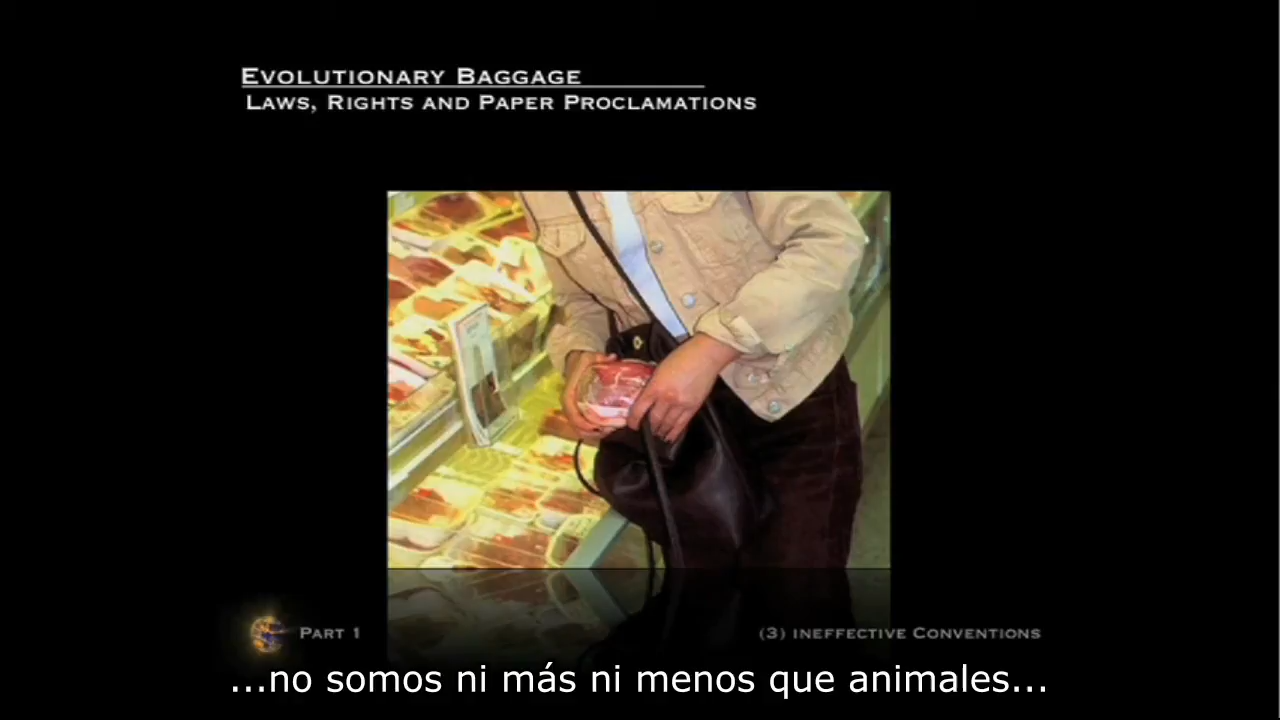 EVOLUTIONARY BAGGAGE
LAWS, RIGHTS AND PAPER PROCLAMATIONS
PART 1
(3) INEFFECTIVE CONVENTIONS
...no somos ni más ni menos que animales...